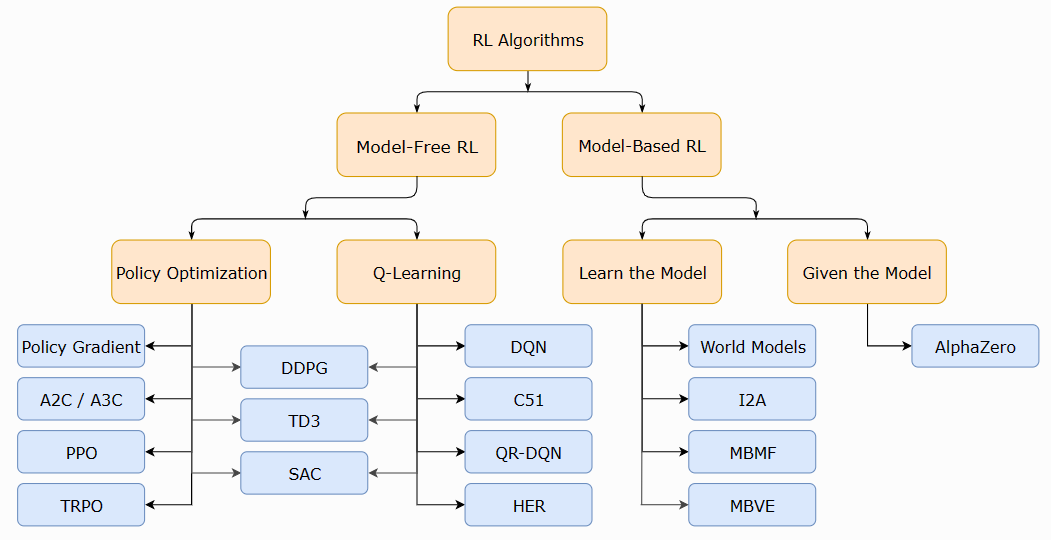 RL Algorithms
Model-Free RL
Model-Based RL
Policy Optimization
Q-Learning
Learn the Model
Given the Model
Policy Gradient
A2C / A3C
PPO
TRPO
DDPG
TD3
SAC
DQN
C51
QR-DQN
HER
World Models
I2A
MBMF
MBVE
AlphaZero